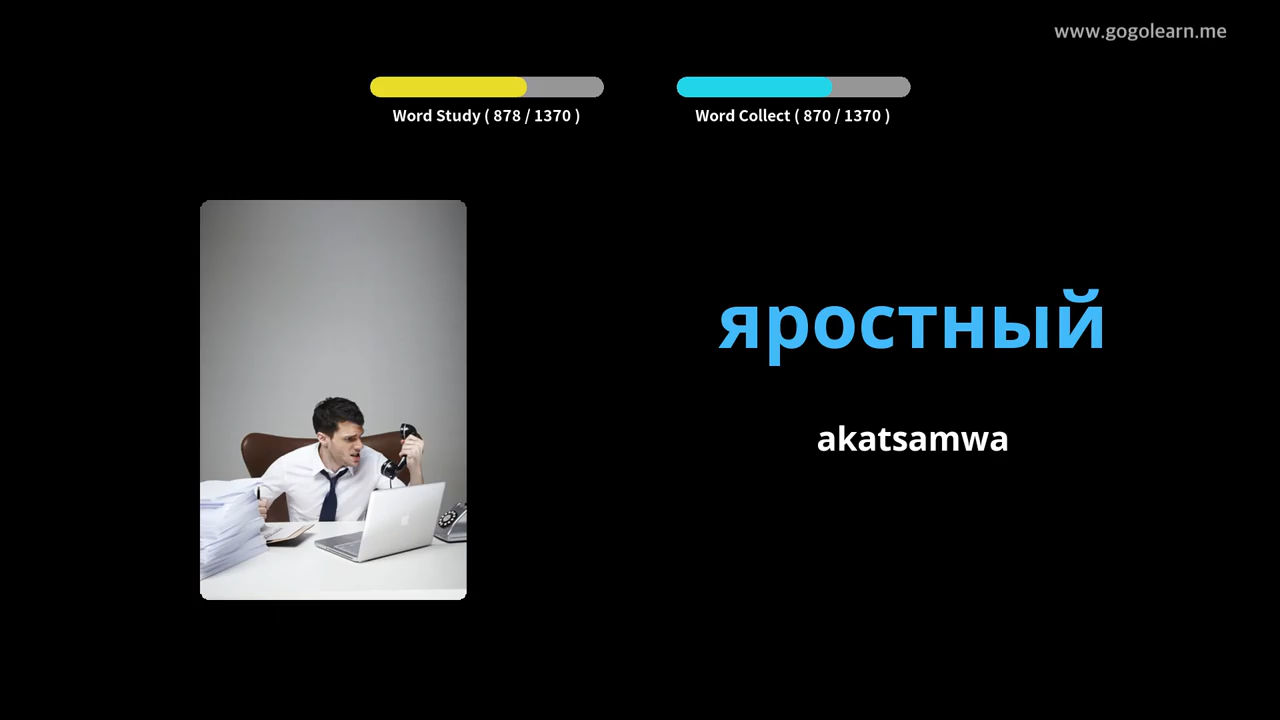 www.gogolearn.me
Word Study ( 878 / 1370 )
Word Collect ( 870 / 1370 )
яростный
akatsamwa